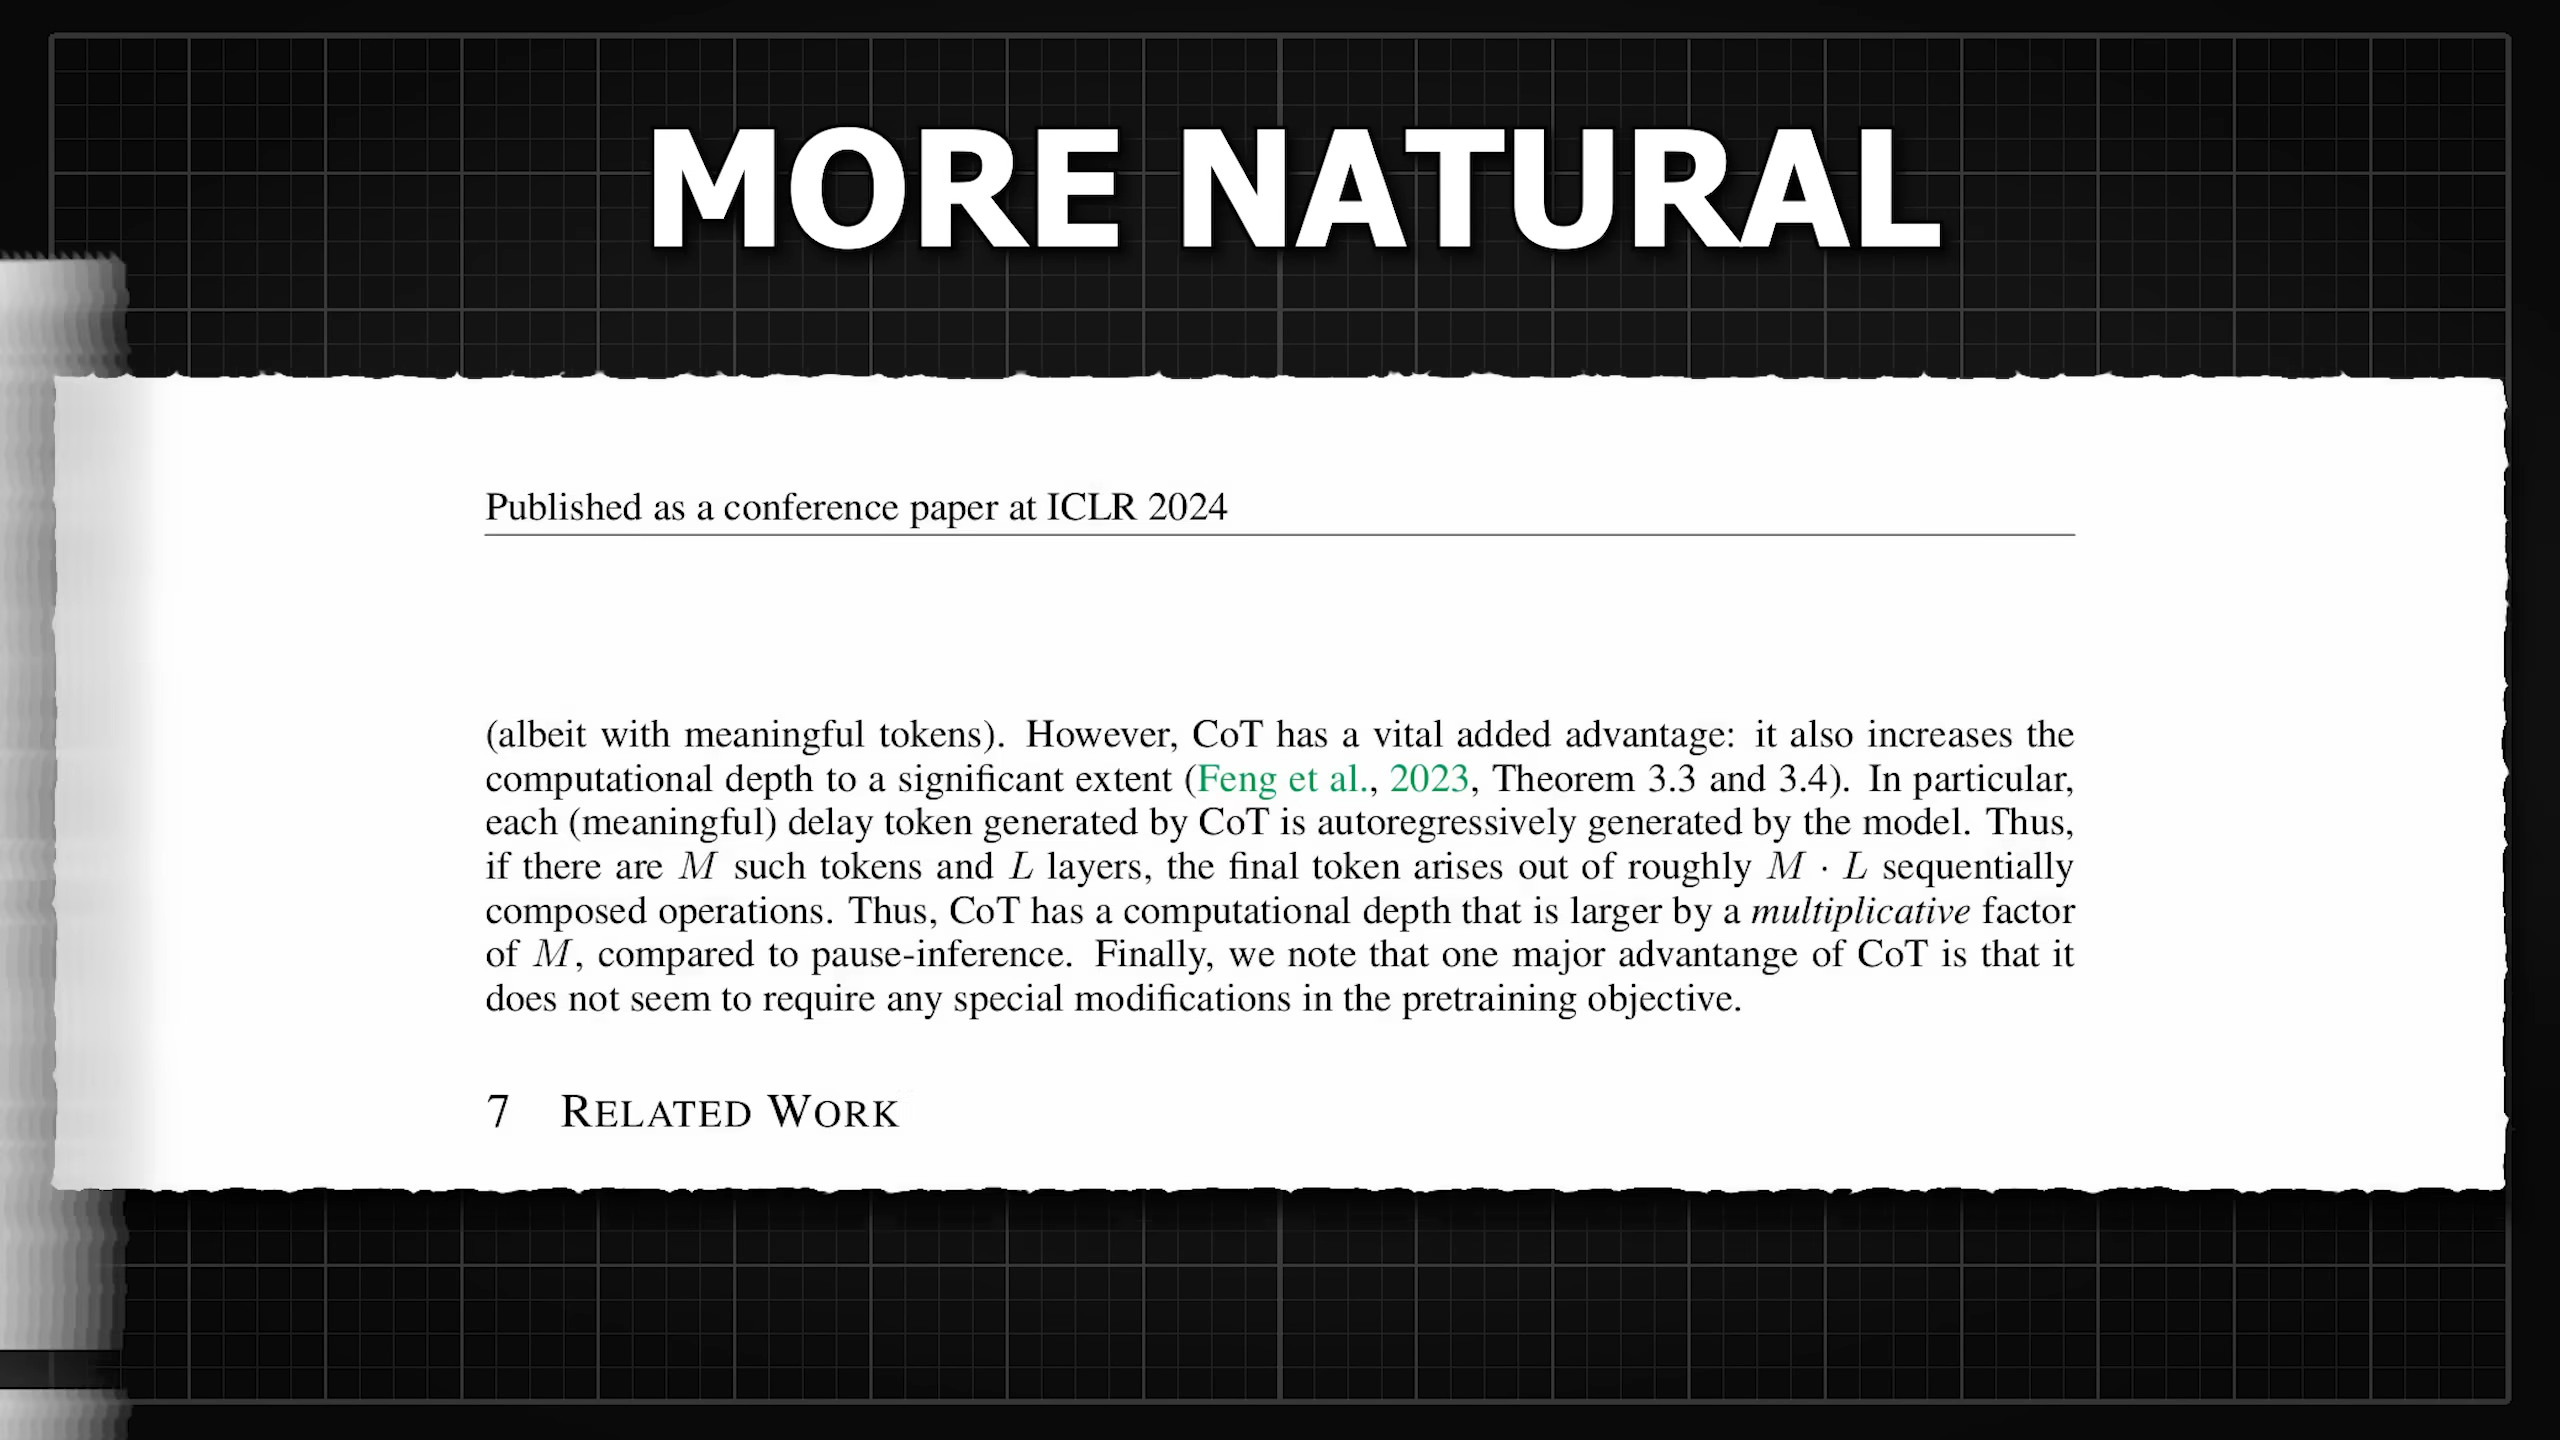 MORE NATURAL
Published as a conference paper at ICLR 2024
(albeit with meaningful tokens). However, CoT has a vital added advantage: it also increases the
computational depth to a significant extent (Feng et al., 2023, Theorem 3.3 and 3.4). In particular,
each (meaningful) delay token generated by CoT is autoregressively generated by the model. Thus,
if there are M such tokens and L layers, the final token arises out of roughly M · L sequentially
composed operations. Thus, CoT has a computational depth that is larger by a multiplicative factor
of M, compared to pause-inference. Finally, we note that one major advantange of CoT is that it
does not seem to require any special modifications in the pretraining objective.
7 RELATED WORK